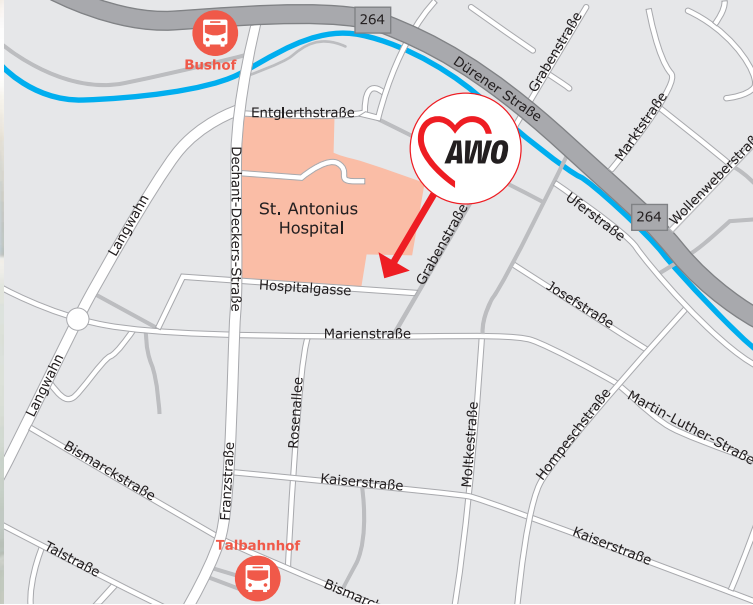 264
Bushof
Dürener Straße
Grabenstraße
Marktstraße
Wollenweberstraße
Entglerthstraße
AWO
Dechant-Deckers-Straße
Langwahn
St. Antonius
Hospital
Grabenstraße
Uferstraße
264
Hospitalgasse
Josefstraße
Marienstraße
Langwahn
Rosenallee
Moltkestraße
Hompeschstraße
Martin-Luther-Straße
Bismarckstraße
Franzstraße
Kaiserstraße
Kaiserstraße
Talstraße
Talbahnhof
Bismarck